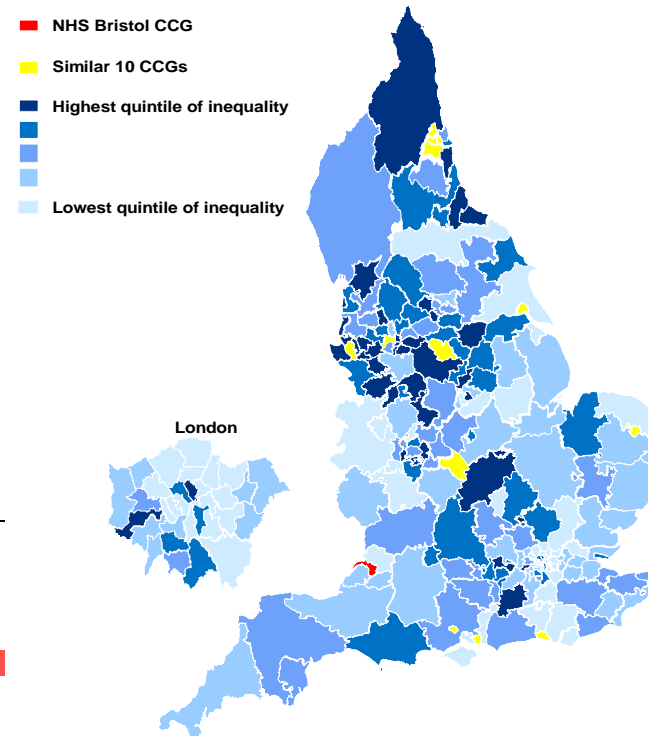 NHS Bristol CCG
Similar 10 CCGs
Highest quintile of inequality
Lowest quintile of inequality
London